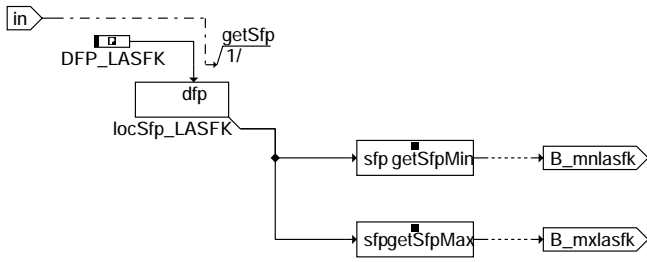 in
getSfp
1/
DFP_LASFK
dfp
locSfp_LASFK
sfp getSfpMin
B_mnlasfk
sfpgetSfpMax
B_mxlasfk